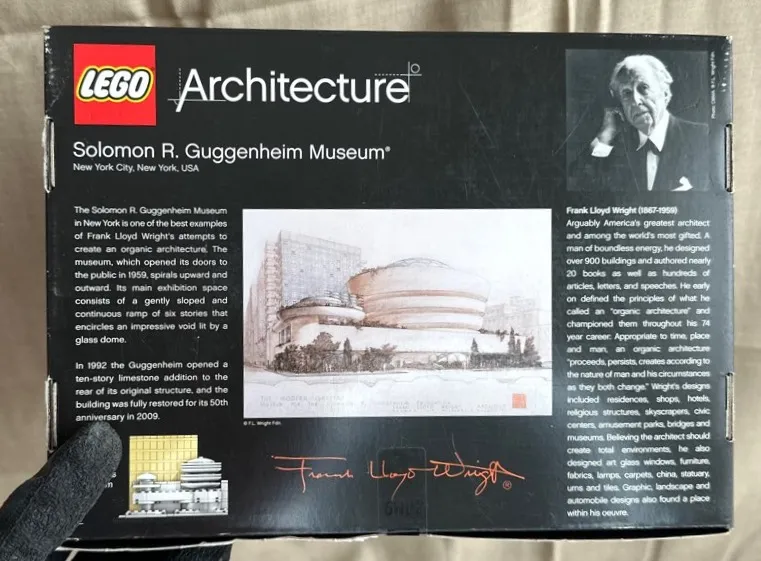 LEGO
Architecture
Solomon R. Guggenheim Museum®
New York City, New York, USA
The Solomon R. Guggenheim Museum
in New York is one of the best examples
of Frank Lloyd Wright's attempts to
create an organic architecture. The
museum, which opened its doors to
the public in 1959, spirals upward and
outward. Its main exhibition space
consists of a gently sloped and
continuous ramp of six stories that
encircles an impressive void lit by a
glass dome.
In 1992 the Guggenheim opened a
ten-story limestone addition to the
rear of its original structure, and the
building was fully restored for its 50th
anniversary in 2009.
© F.L. Wright Fdn.
Frank Lloyd Wright®
Frank Lloyd Wright (1867-1959)
Arguably America's greatest architect
and among the world's most gifted. A
man of boundless energy, he designed
over 900 buildings and authored nearly
20 books as well as hundreds of
articles, letters, and speeches. He early
on defined the principles of what he
called an "organic architecture" and
championed them throughout his 74
year career: Appropriate to time, place
and man, an organic architecture
"proceeds, persists, creates according to
the nature of man and his circumstances
as they both change." Wright's designs
included residences, shops, hotels,
religious structures, skyscrapers, civic
centers, amusement parks, bridges and
museums. Believing the architect should
create total environments, he also
designed art glass windows, furniture,
fabrics, lamps, carpets, china, statuary,
urns and tiles. Graphic, landscape and
automobile designs also found a place
within his oeuvre.